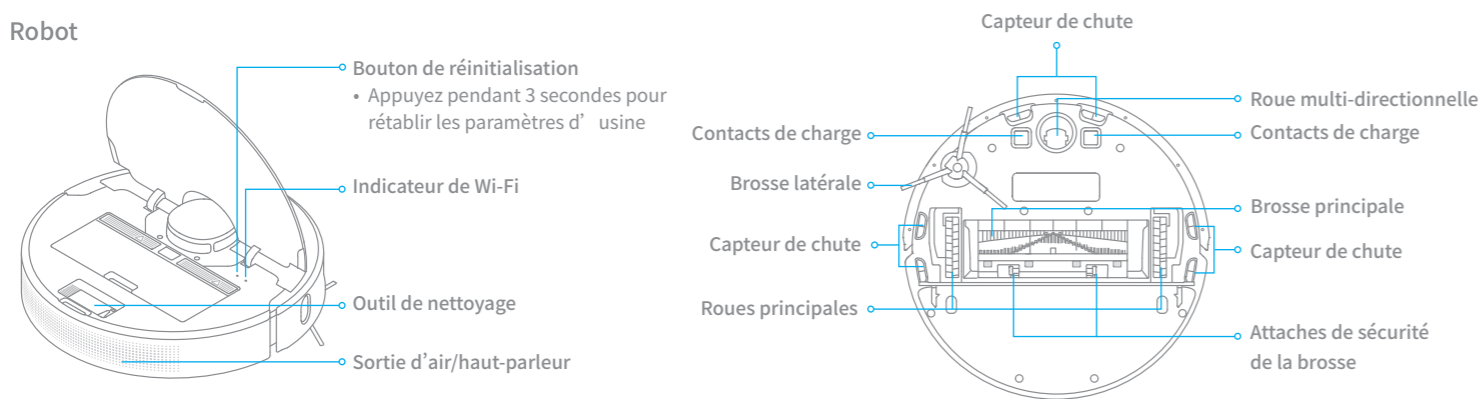 Robot
Bouton de réinitialisation
• Appuyez pendant 3 secondes pour
rétablir les paramètres d’ usine
Indicateur de Wi-Fi
Outil de nettoyage
Sortie d’air/haut-parleur
Capteur de chute
Contacts de charge
Brosse latérale
Capteur de chute
Roues principales
Roue multi-directionnelle
Contacts de charge
Brosse principale
Capteur de chute
Attaches de sécurité
de la brosse